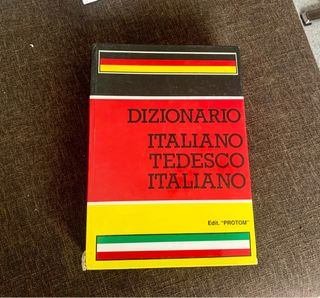 DIZIONARIO
ITALIANO
TEDESCO
ITALIANO
Edit. "PROTOM"